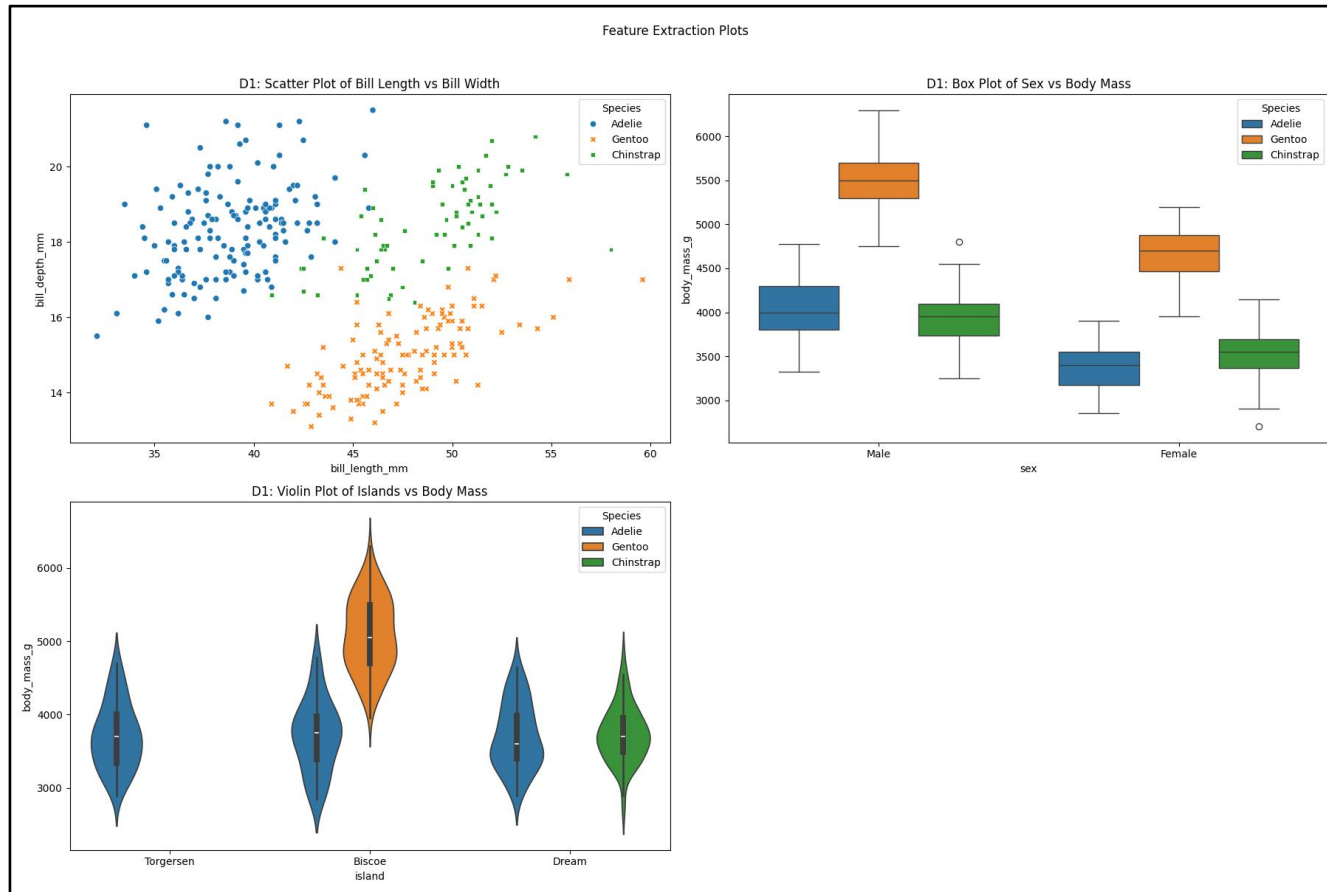 Feature Extraction Plots
D1: Scatter Plot of Bill Length vs Bill Width
Species
Adelie
Gentoo
Chinstrap
20
18
16
14
bill_depth_mm
35 40 45 50 55 60
bill_length_mm
D1: Box Plot of Sex vs Body Mass
Species
Adelie
Gentoo
Chinstrap
6000
5500
5000
4500
4000
3500
3000
body_mass_g
Male Female
sex
D1: Violin Plot of Islands vs Body Mass
Species
Adelie
Gentoo
Chinstrap
6000
5000
4000
3000
body_mass_g
Torgersen Biscoe Dream
island